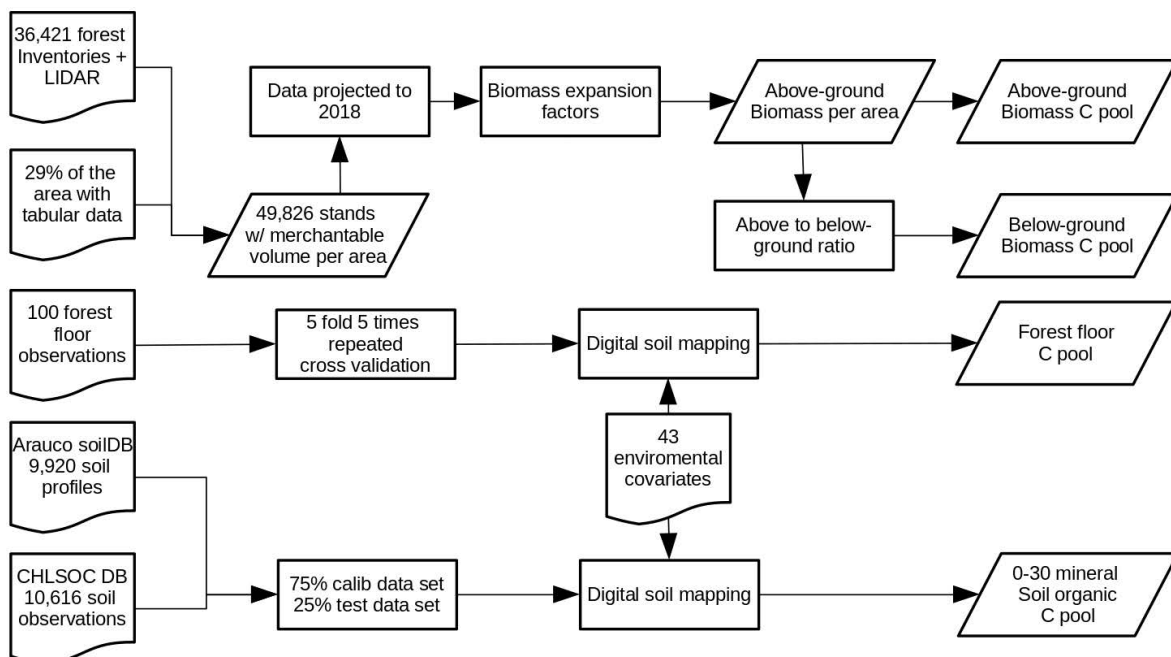 36,421 forest
Inventories +
LIDAR
Data projected to
2018
Biomass expansion
factors
Above-ground
Biomass per area
Above-ground
Biomass C pool
29% of the
area with
tabular data
49,826 stands
w/ merchantable
volume per area
Above to below-
ground ratio
Below-ground
Biomass C pool
100 forest
floor
observations
5 fold 5 times
repeated
cross validation
Digital soil mapping
Forest floor
C pool
43
enviromental
covariates
Arauco soilDB
9,920 soil
profiles
CHLSOC DB
10,616 soil
observations
75% calib data set
25% test data set
Digital soil mapping
0-30 mineral
Soil organic
C pool